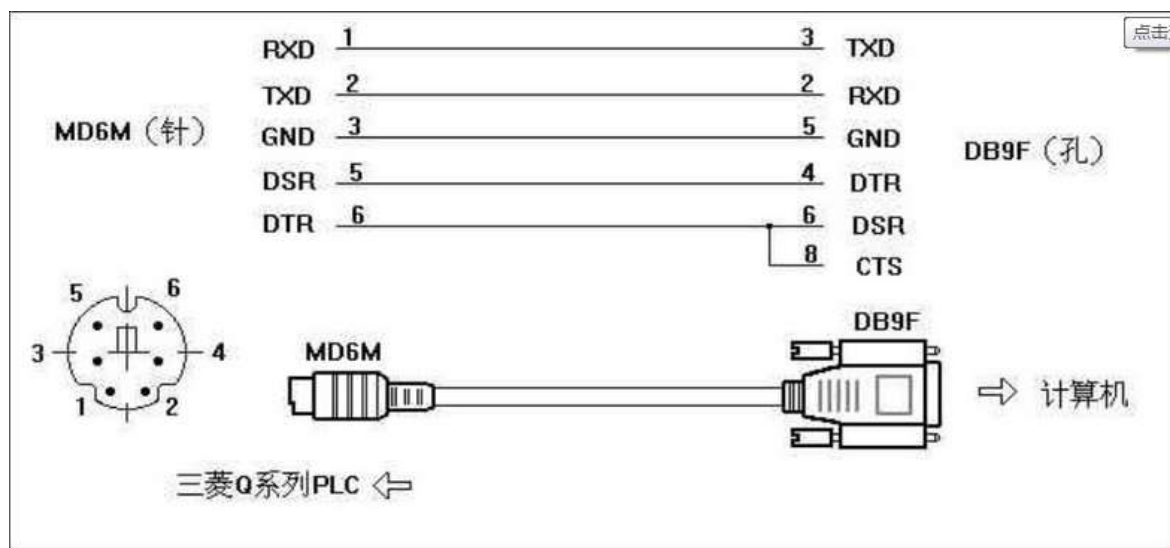 RXD 1 3 TXD
TXD 2 2 RXD
MD6M（针） GND 3 5 GND DB9F（孔）
DSR 5 4 DTR
DTR 6 6 DSR
8 CTS
5 6
3 4
1 2
MD6M
DB9F
计算机
三菱Q系列PLC
点击